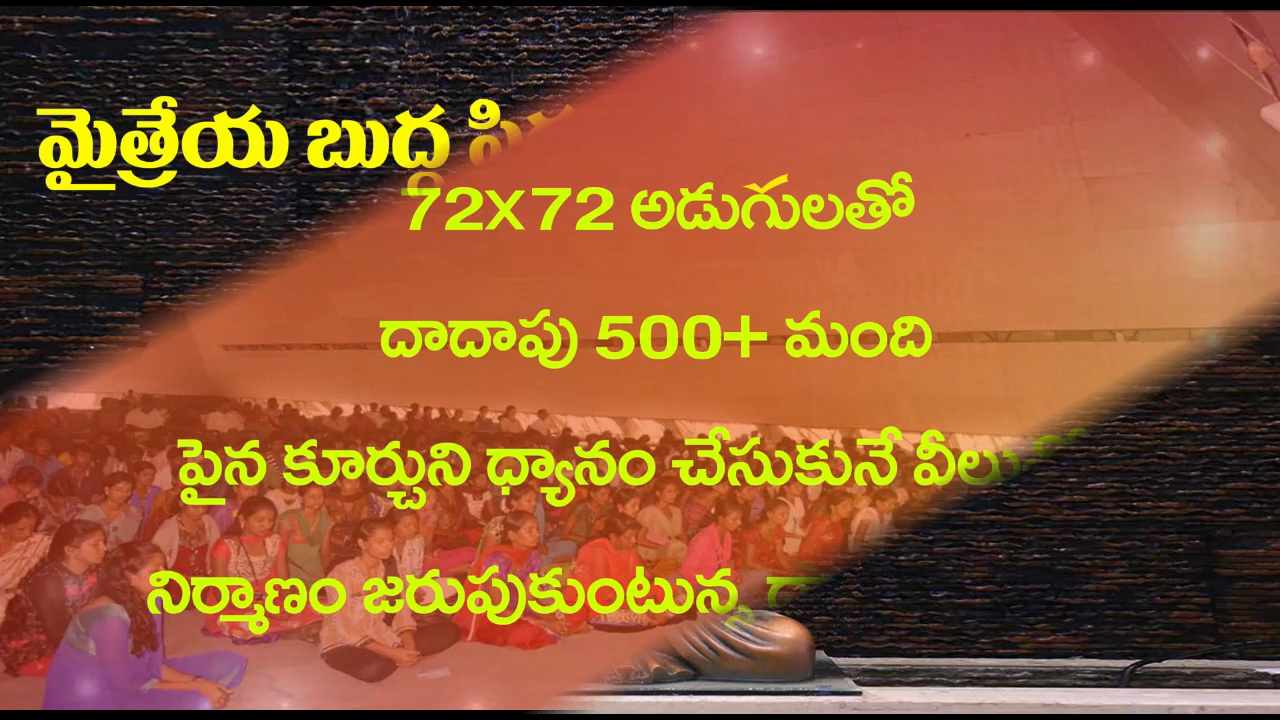 మైత్రేయ బుద్ధ
72X72 అడుగులతో
దాదాపు 500+ మంది
పైన కూర్చుని ధ్యానం చేసుకునే
నిర్మాణం జరుపుకుంటున్న